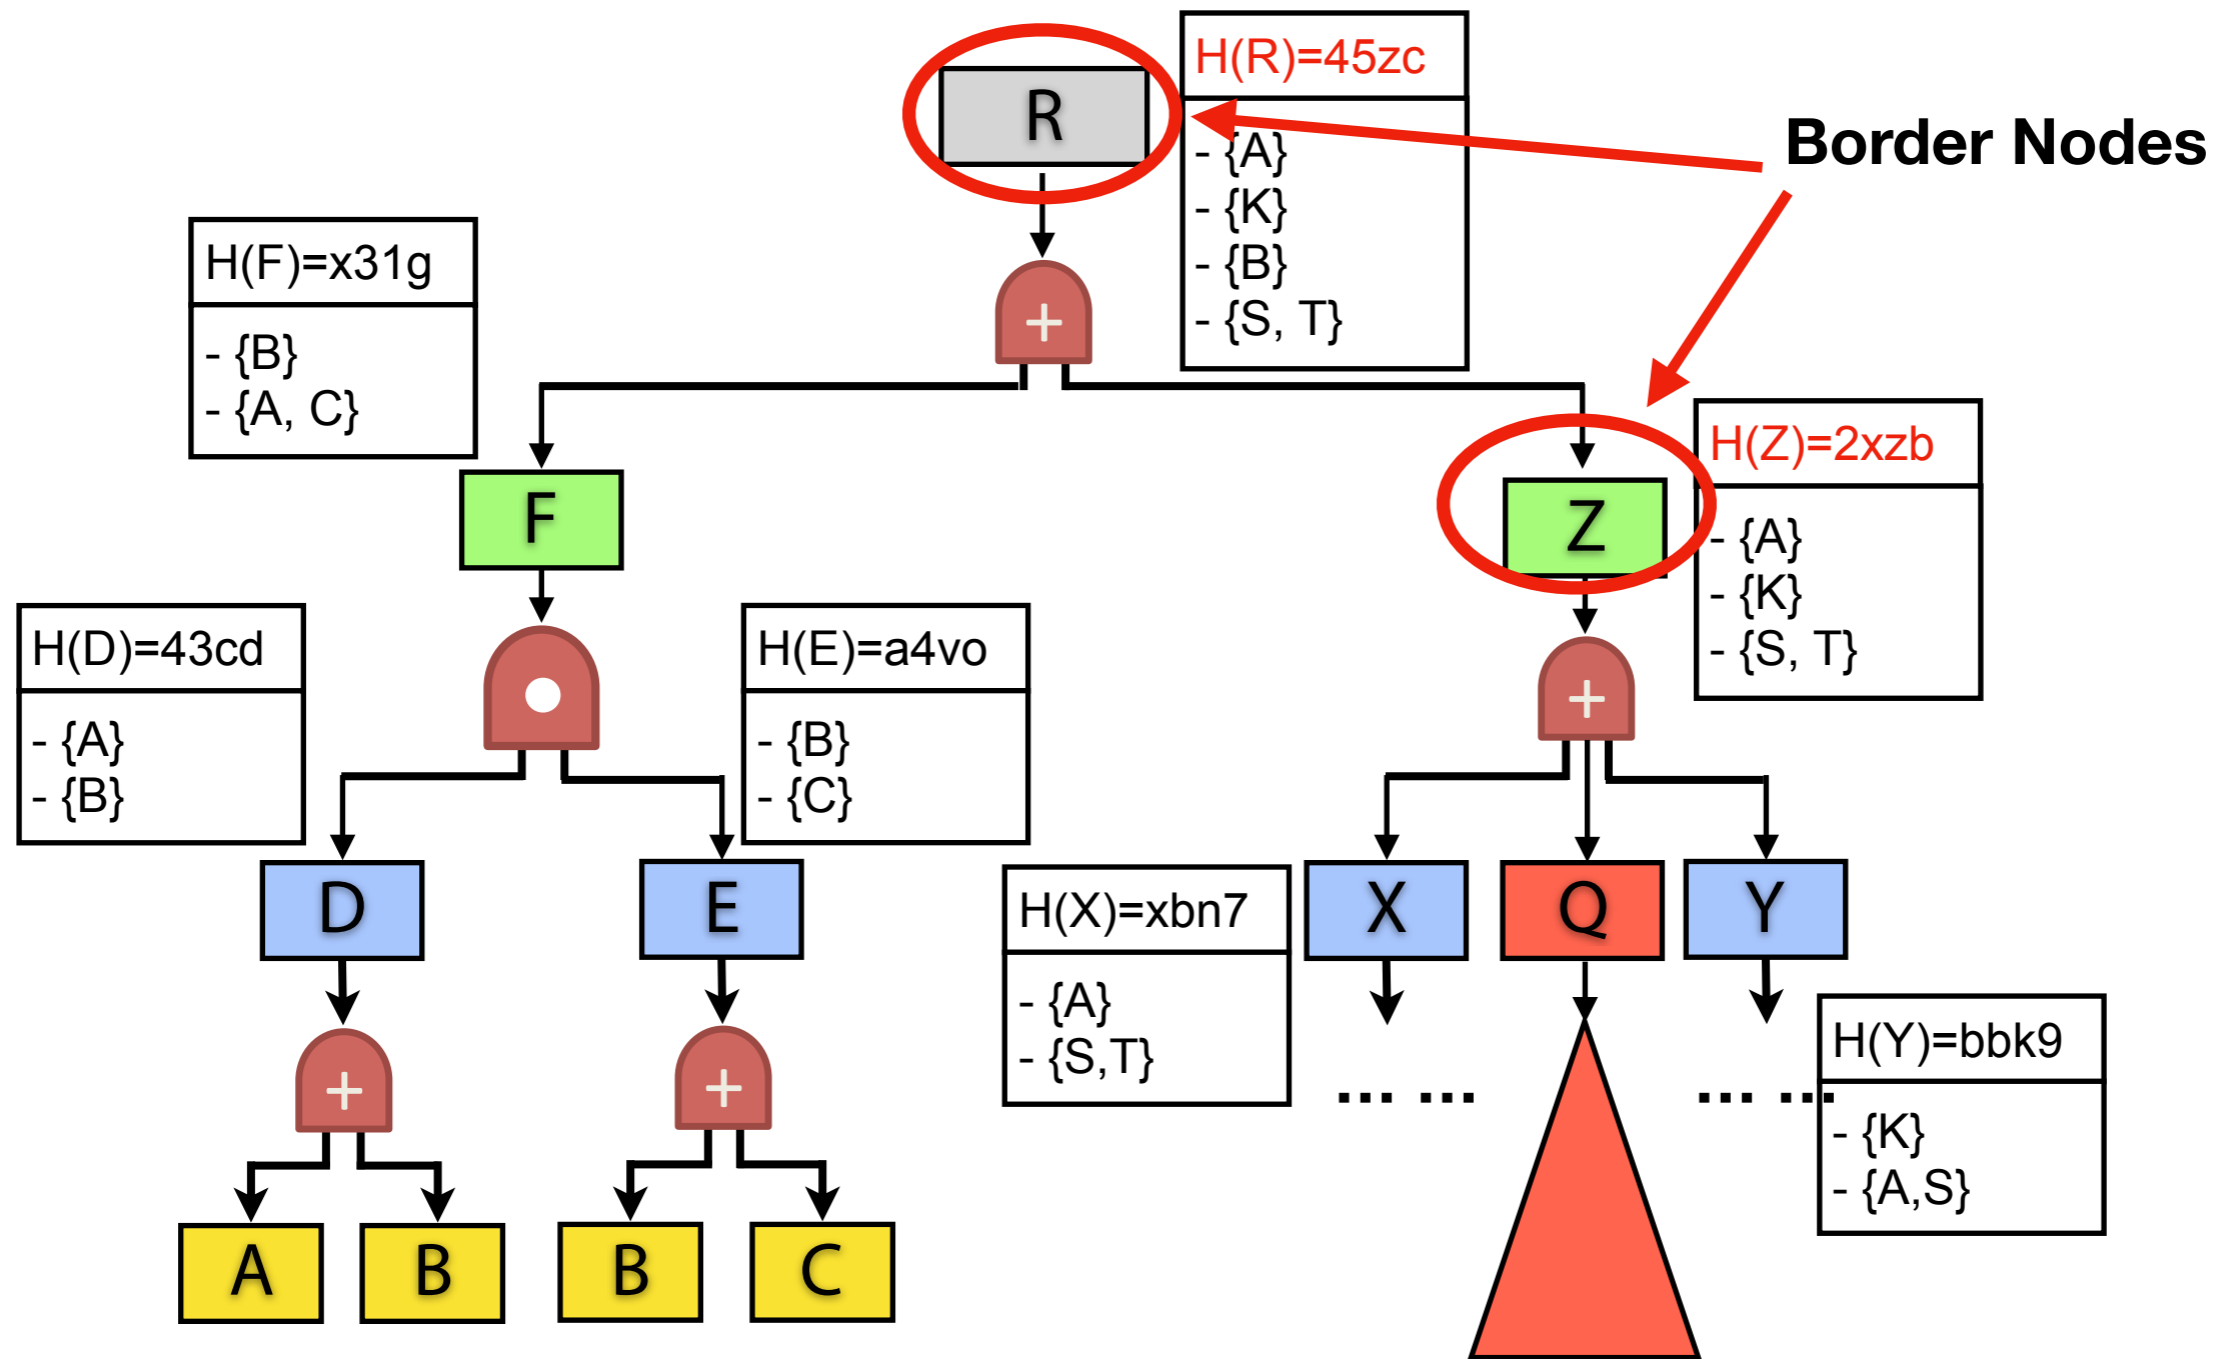 H(R)=45zc
R
Border Nodes
- {A}
- {K}
- {B}
- {S, T}
+
H(F)=x31g
- {B}
- {A, C}
F
H(Z)=2xzb
Z
- {A}
- {K}
- {S, T}
+
H(D)=43cd
- {A}
- {B}
H(E)=a4vo
- {B}
- {C}
D
E
X
Q
Y
H(X)=xbn7
- {A}
- {S,T}
... ...
... ...
H(Y)=bbk9
- {K}
- {A,S}
+
+
A
B
B
C